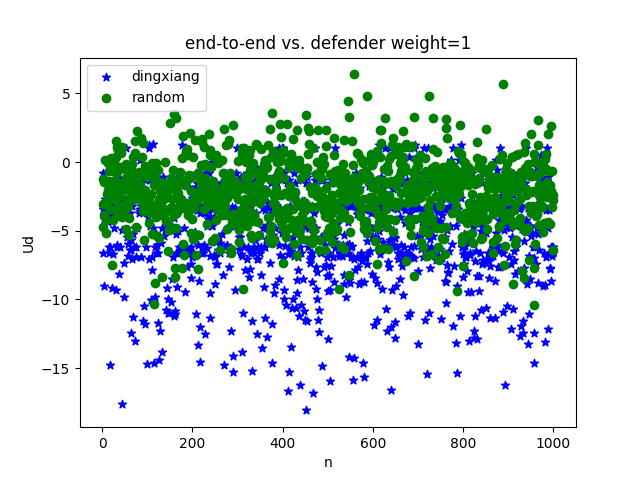 end-to-end vs. defender weight=1
dingxiang
random
5
0
−5
−10
−15
Ud
0
200
400
600
800
1000
n